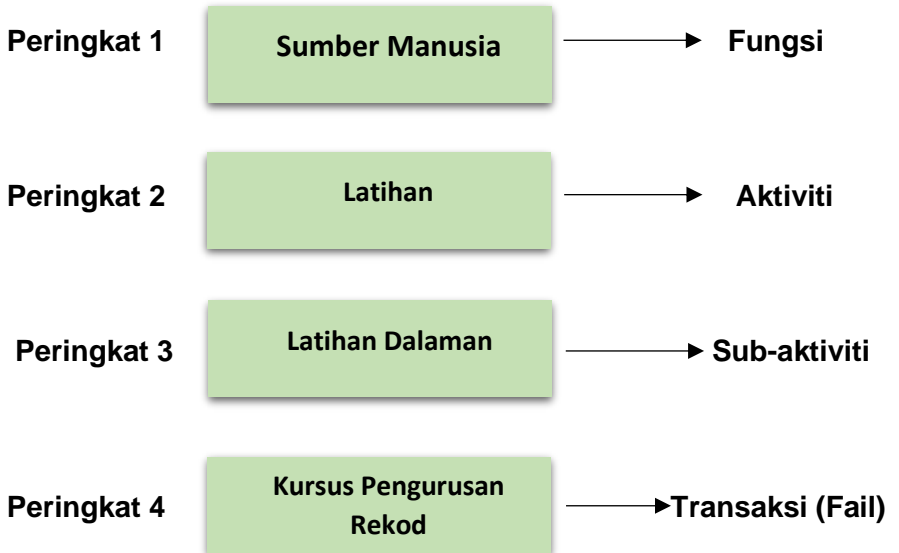 Peringkat 1 Sumber Manusia Fungsi
Peringkat 2 Latihan Aktiviti
Peringkat 3 Latihan Dalaman Sub-aktiviti
Peringkat 4 Kursus Pengurusan
Rekod Transaksi (Fail)